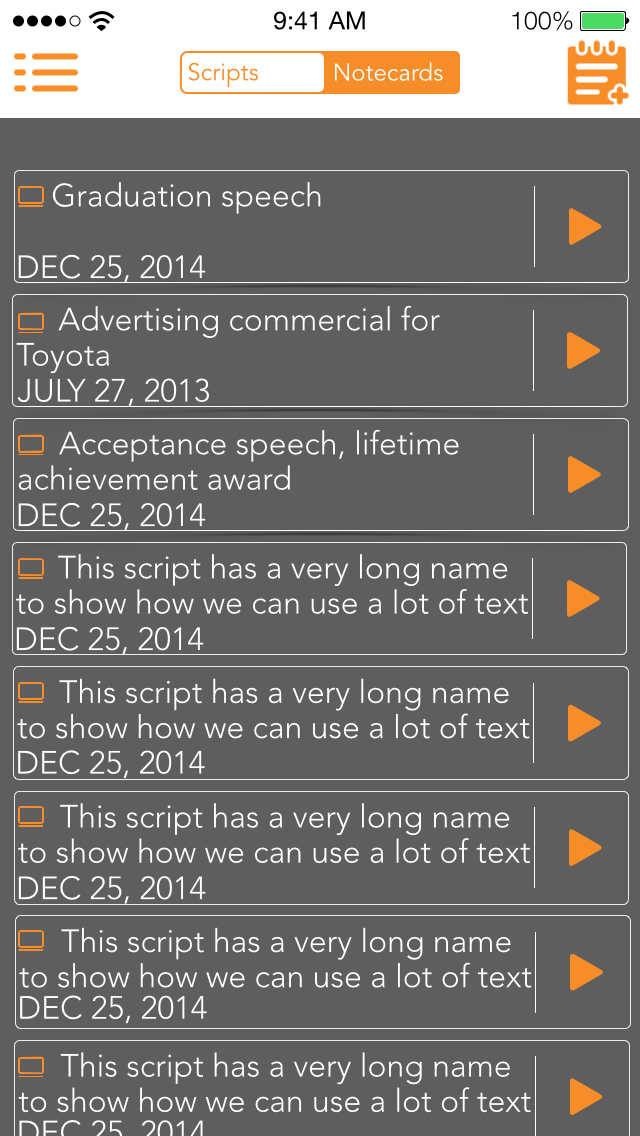 9:41 AM 100%
Scripts Notecards
Graduation speech
DEC 25, 2014
Advertising commercial for
Toyota
JULY 27, 2013
Acceptance speech, lifetime
achievement award
DEC 25, 2014
This script has a very long name
to show how we can use a lot of text
DEC 25, 2014
This script has a very long name
to show how we can use a lot of text
DEC 25, 2014
This script has a very long name
to show how we can use a lot of text
DEC 25, 2014
This script has a very long name
to show how we can use a lot of text
DEC 25, 2014
This script has a very long name
to show how we can use a lot of text
DEC 25, 2014